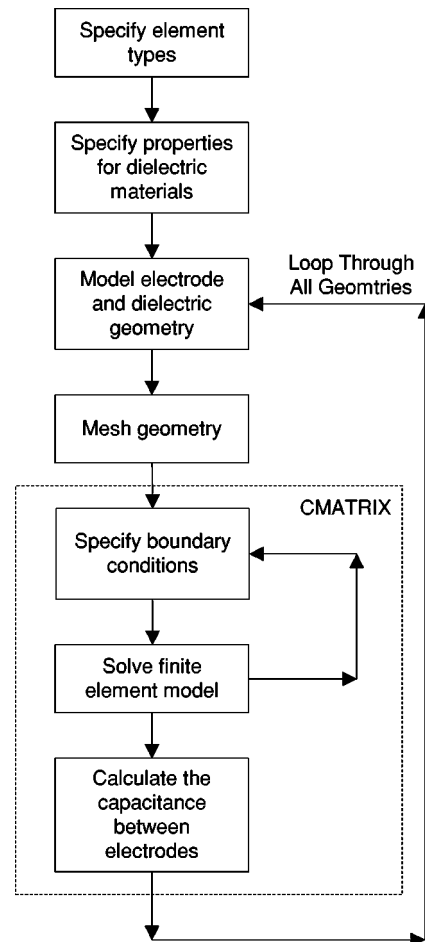 Specify element
types
Specify properties
for dielectric
materials
Model electrode
and dielectric
geometry
Loop Through
All Geomtries
Mesh geometry
CMATRIX
Specify boundary
conditions
Solve finite
element model
Calculate the
capacitance
between
electrodes